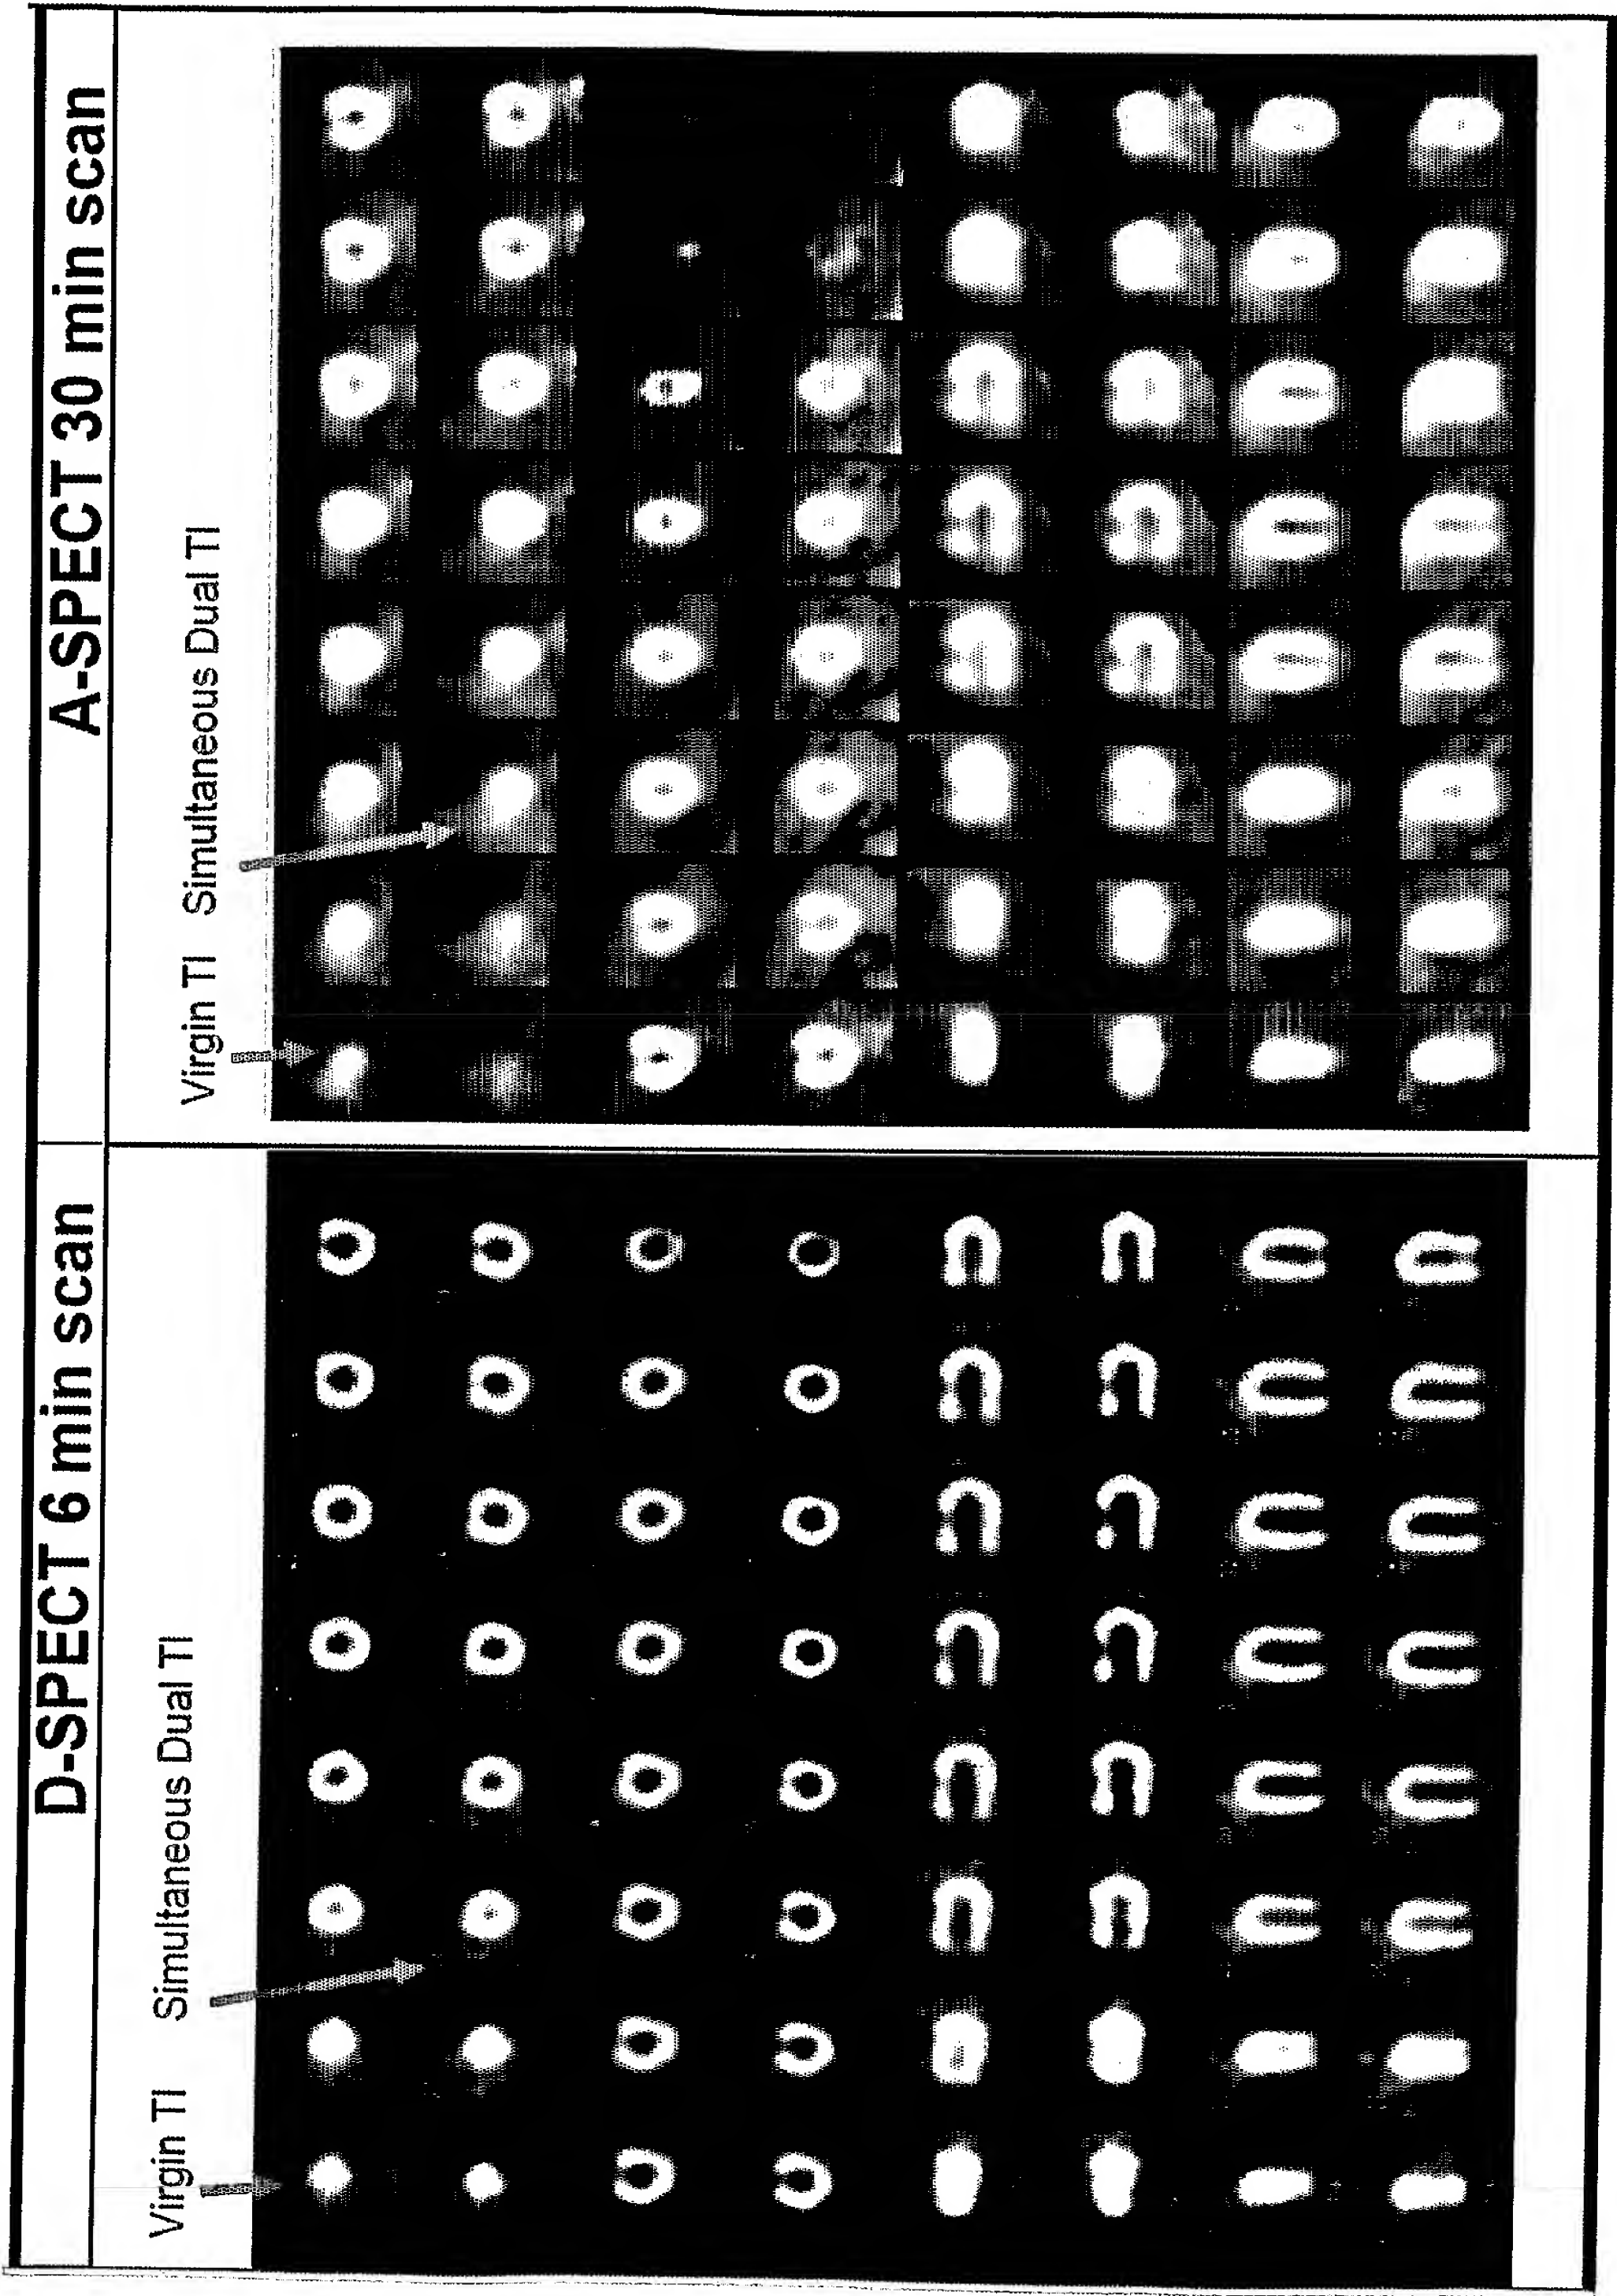 D-SPECT 6 min scan
A-SPECT 30 min scan
Virgin Tl
Simultaneous Dual Tl
Virgin Tl
Simultaneous Dual Tl